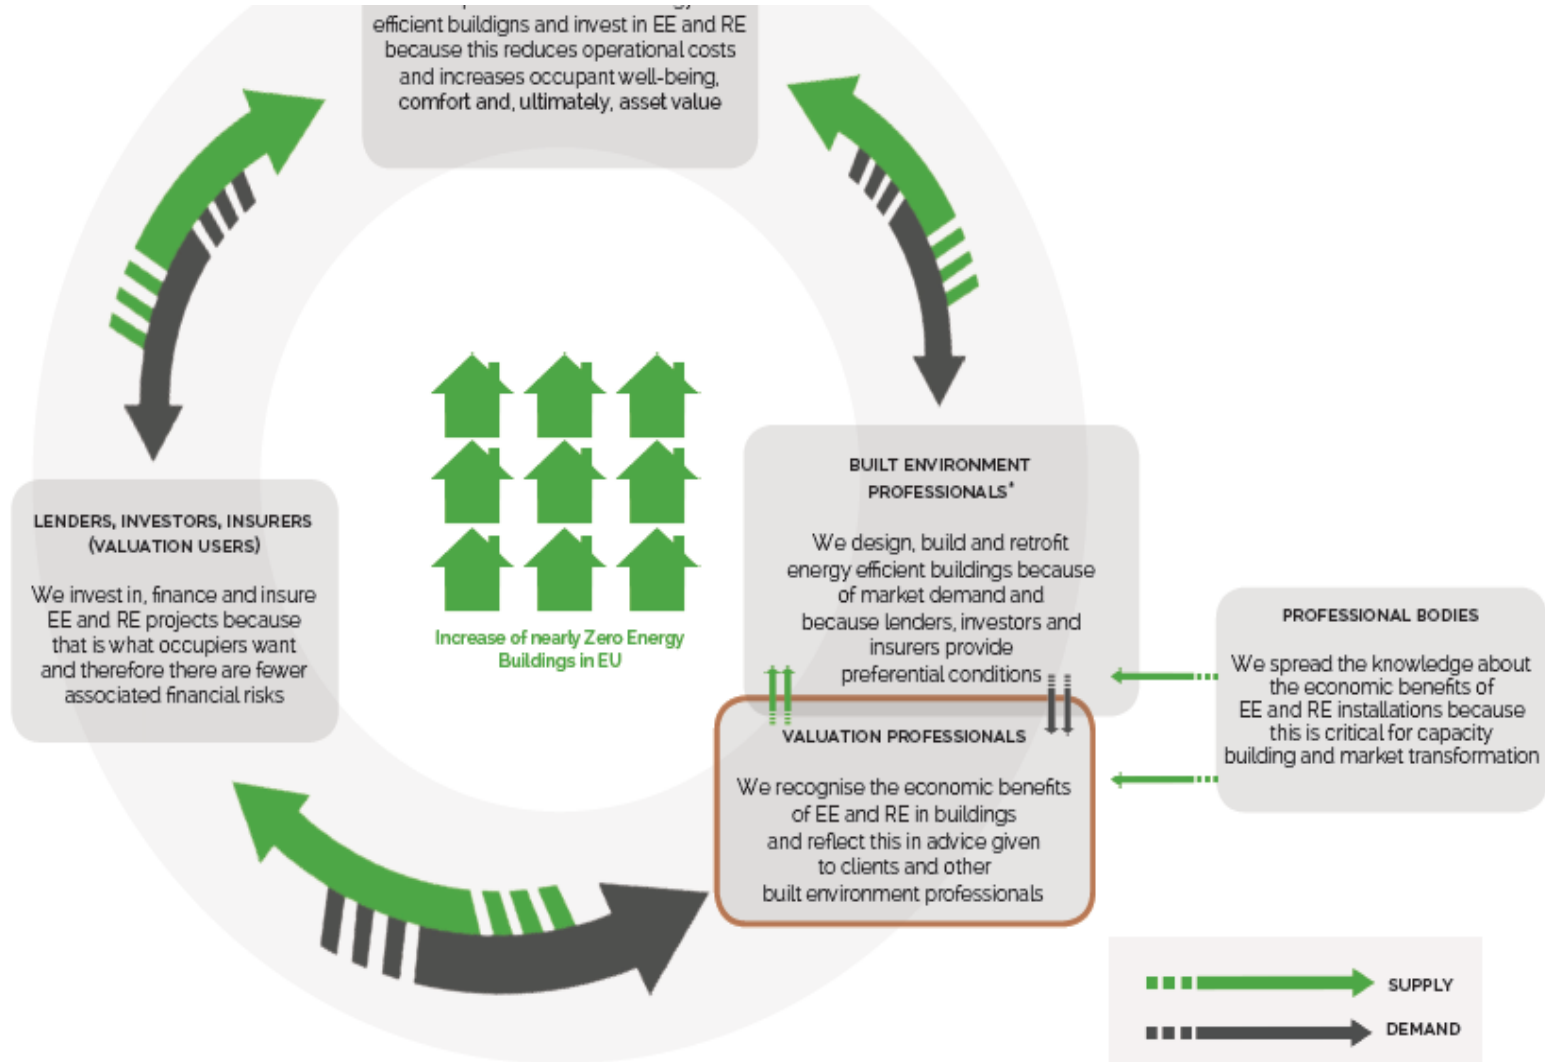 efficient buildigns and invest in EE and RE
because this reduces operational costs
and increases occupant well-being,
comfort and, ultimately, asset value
BUILT ENVIRONMENT
PROFESSIONALS*
We design, build and retrofit
energy efficient buildings because
of market demand and
because lenders, investors and
insurers provide
preferential conditions
LENDERS, INVESTORS, INSURERS
(VALUATION USERS)
We invest in, finance and insure
EE and RE projects because
that is what occupiers want
and therefore there are fewer
associated financial risks
Increase of nearly Zero Energy
Buildings in EU
PROFESSIONAL BODIES
We spread the knowledge about
the economic benefits of
EE and RE installations because
this is critical for capacity
building and market transformation
VALUATION PROFESSIONALS
We recognise the economic benefits
of EE and RE in buildings
and reflect this in advice given
to clients and other
built environment professionals
SUPPLY
DEMAND